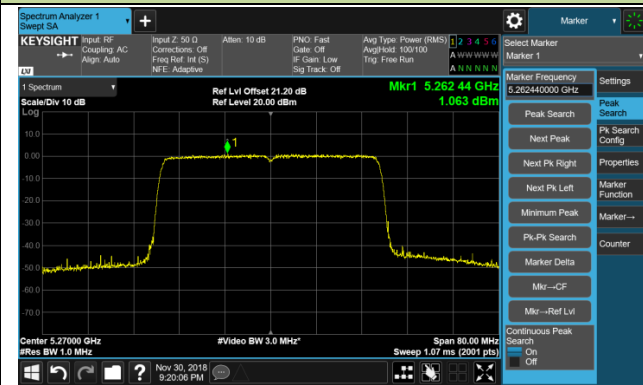 Spectrum Analyzer 1
Swept SA
Marker
KEYSIGHT
Input: RF
Coupling: AC
Align: Auto
Input Z: 50 Ω
Corrections: Off
Freq Ref: Int (S)
NFE: Adaptive
Atten: 10 dB
PNO: Fast
Gate: Off
IF Gain: Low
Sig Track: Off
Avg Type: Power (RMS)
Avg|Hold: 100/100
Trig: Free Run
1 2 3 4 5 6
A W W W W W
A N N N N N
LXI
Select Marker
Marker 1
1 Spectrum
Scale/Div 10 dB
Log
Ref Lvl Offset 21.20 dB
Ref Level 20.00 dBm
Mkr1 5.262 44 GHz
1.063 dBm
1
10.0
0.00
-10.0
-20.0
-30.0
-40.0
-50.0
-60.0
-70.0
Center 5.27000 GHz
#Res BW 1.0 MHz
#Video BW 3.0 MHz*
Span 80.00 MHz
Sweep 1.07 ms (2001 pts)
Marker Frequency
5.262440000 GHz
Peak Search
Next Peak
Next Pk Right
Next Pk Left
Minimum Peak
Pk-Pk Search
Marker Delta
Mkr→CF
Mkr→Ref Lvl
Continuous Peak
Search
On
Off
Settings
Peak
Search
Pk Search
Config
Properties
Marker
Function
Marker→
Counter
Nov 30, 2018
9:20:06 PM